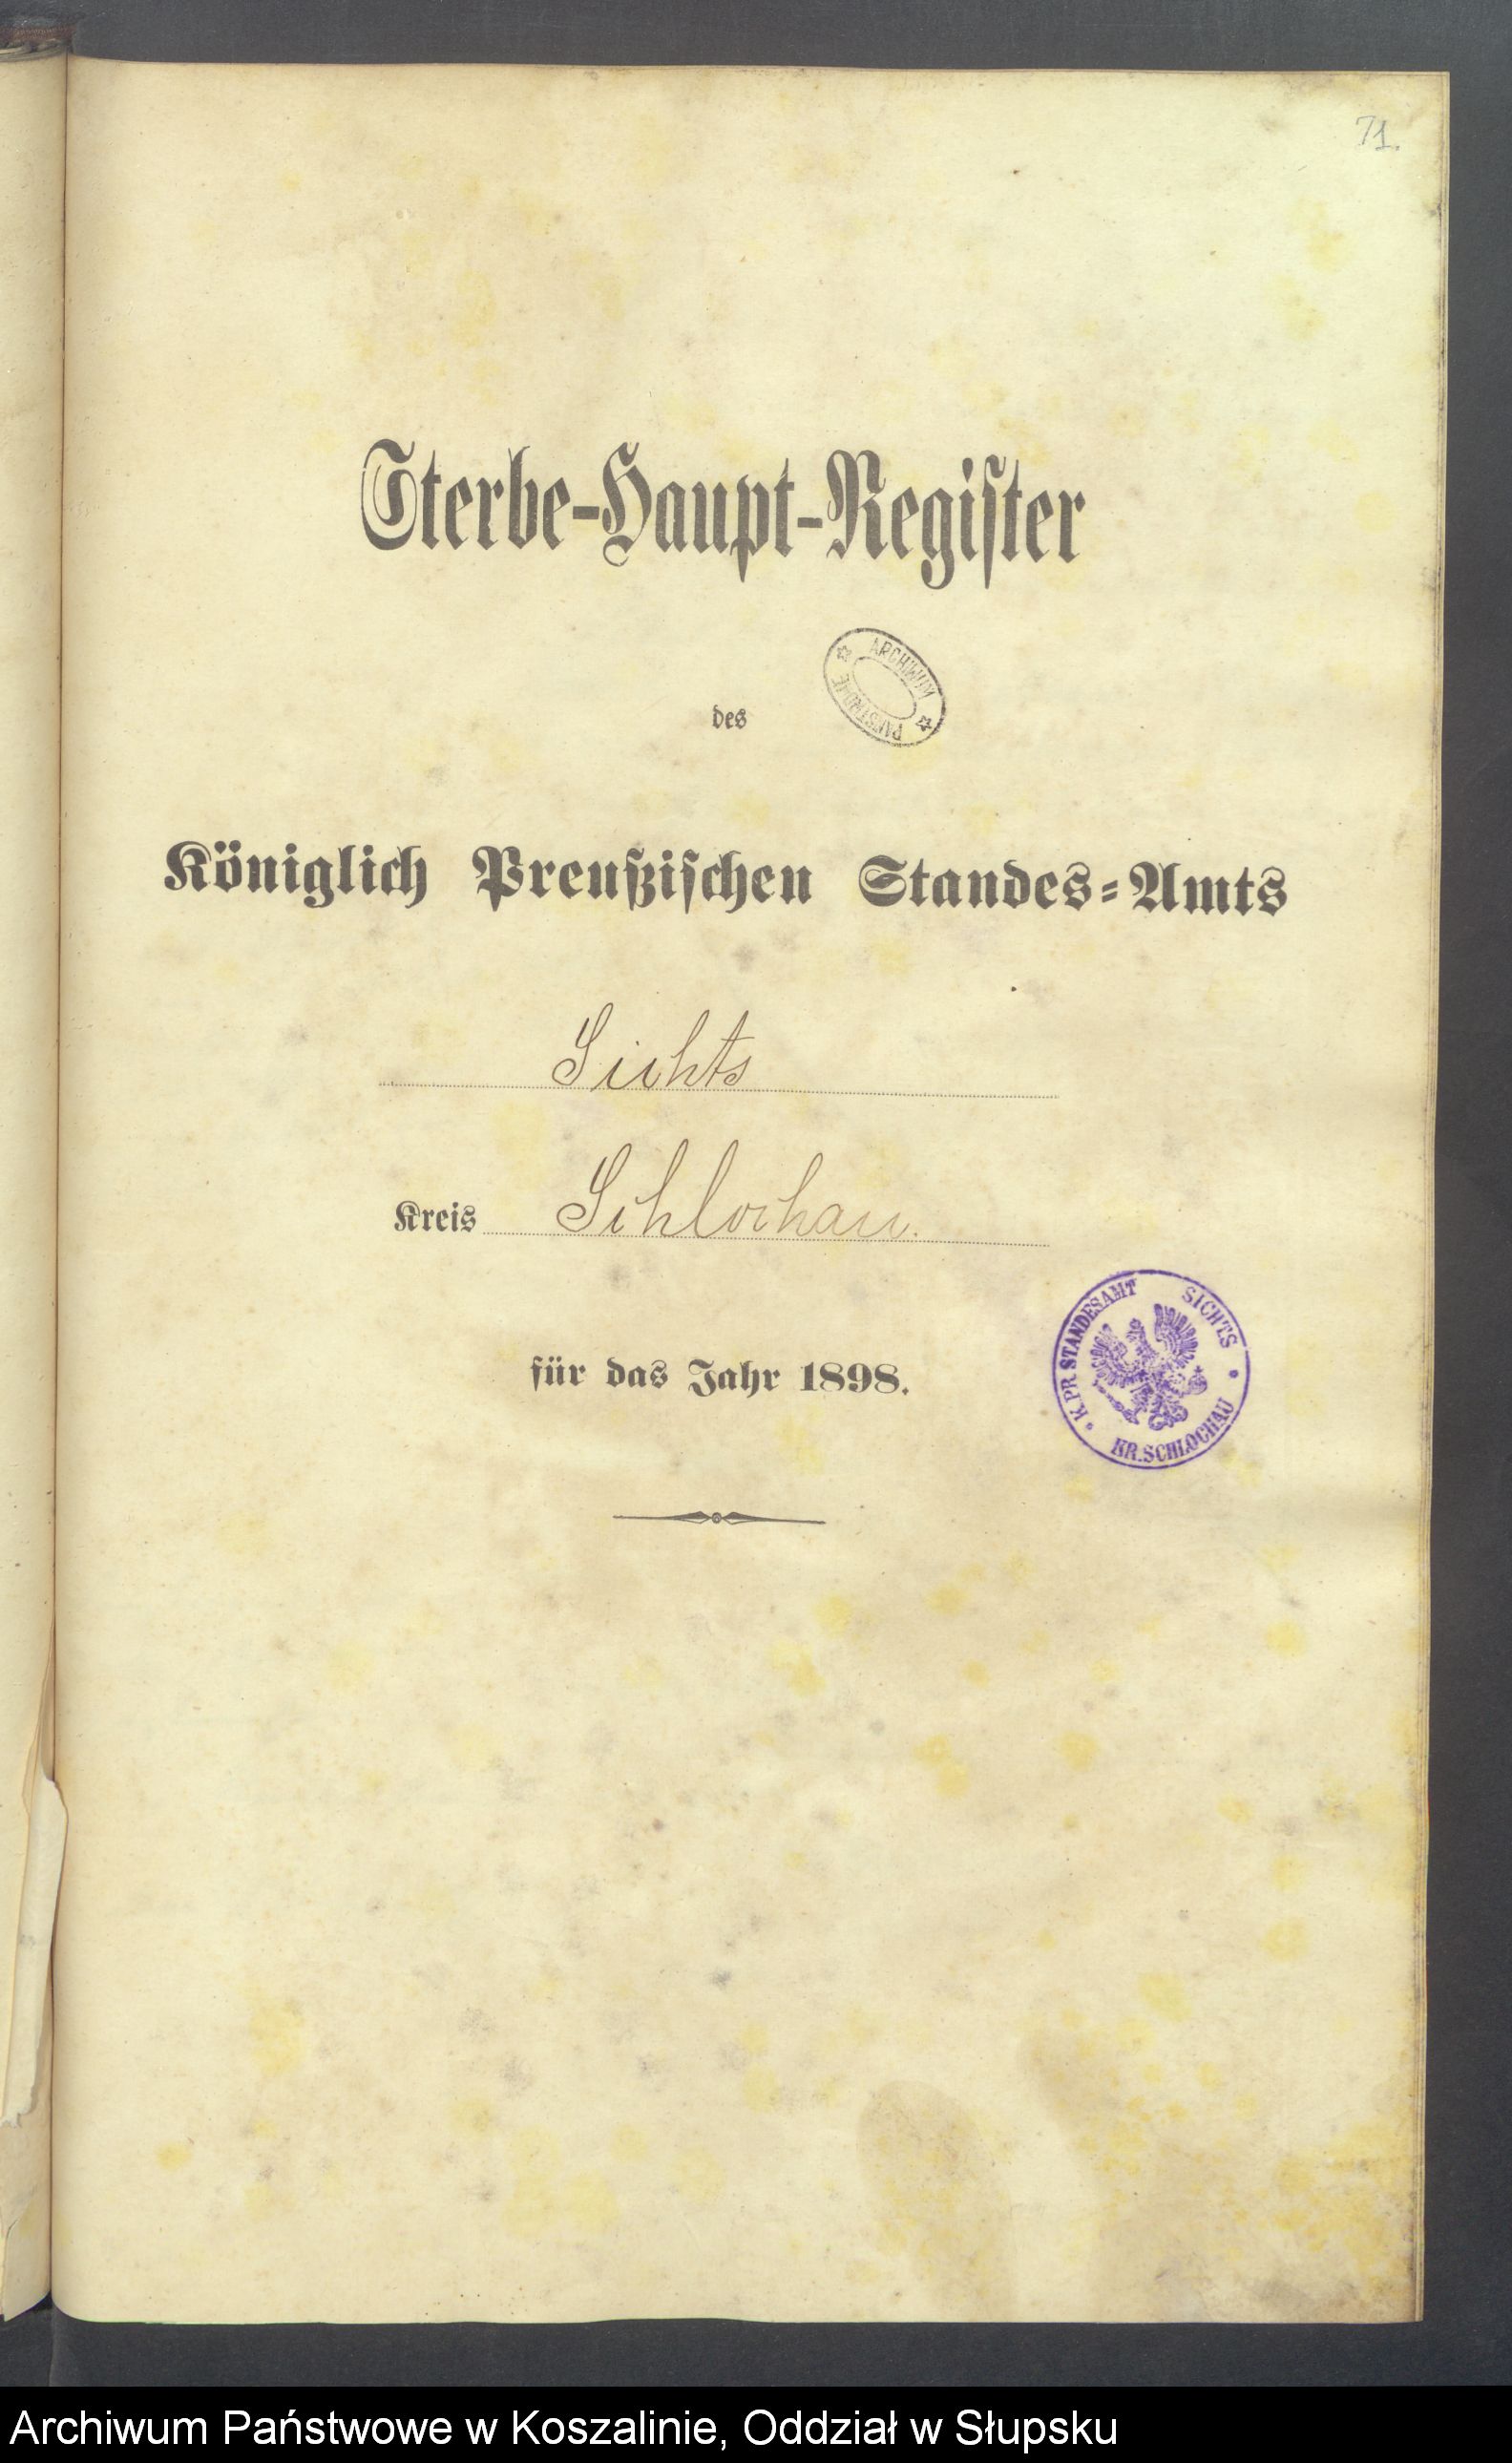 71.
Sterbe-Haupt-Register
ARCHIWUM PAŃSTWOWE
des
Königlich Preußischen Standes-Amts
Sichts
Kreis Schlochau.
K. PR STANDESAMT SICHTS
KR. SCHLOCHAU
für das Jahr 1898.
Archiwum Państwowe w Koszalinie, Oddział w Słupsku